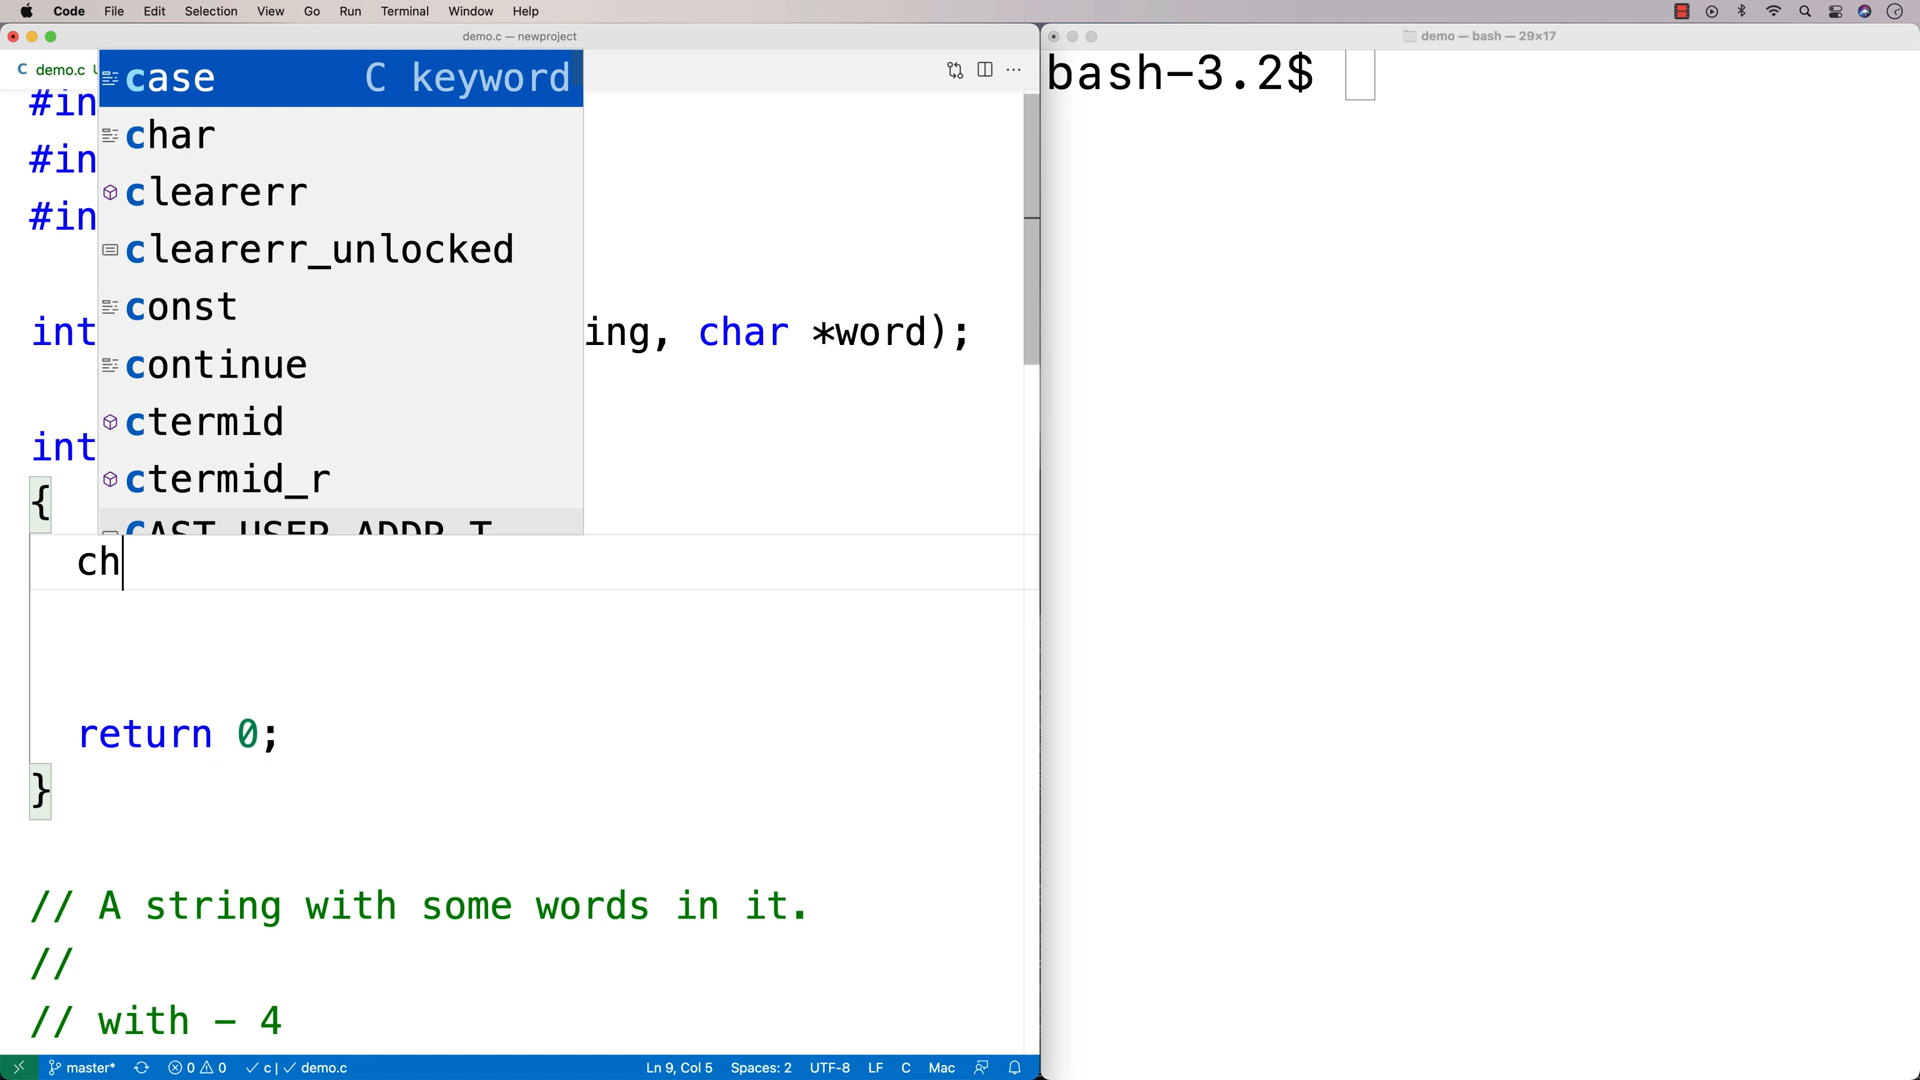 Code File Edit Selection View Go Run Terminal Window Help
demo.c — newproject
demo — bash — 29×17
C demo.c
case C keyword
char
clearerr
clearerr_unlocked
const
continue
ctermid
ctermid_r
CAST_USER_ADDR_T
bash-3.2$
#in
#in
#in
int ing, char *word);
int
{
ch
return 0;
}
// A string with some words in it.
//
// with - 4
master* 0 0 c | demo.c Ln 9, Col 5 Spaces: 2 UTF-8 LF C Mac